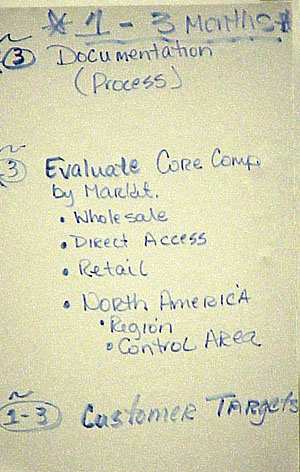 * 1 - 3 Months *
~
3 Documentation
(Process)
~
3 Evaluate Core Comp.
by Market.
• Wholesale
• Direct Access
• Retail
• North America
• Region
• Control Area
~
1-3 Customer Targets